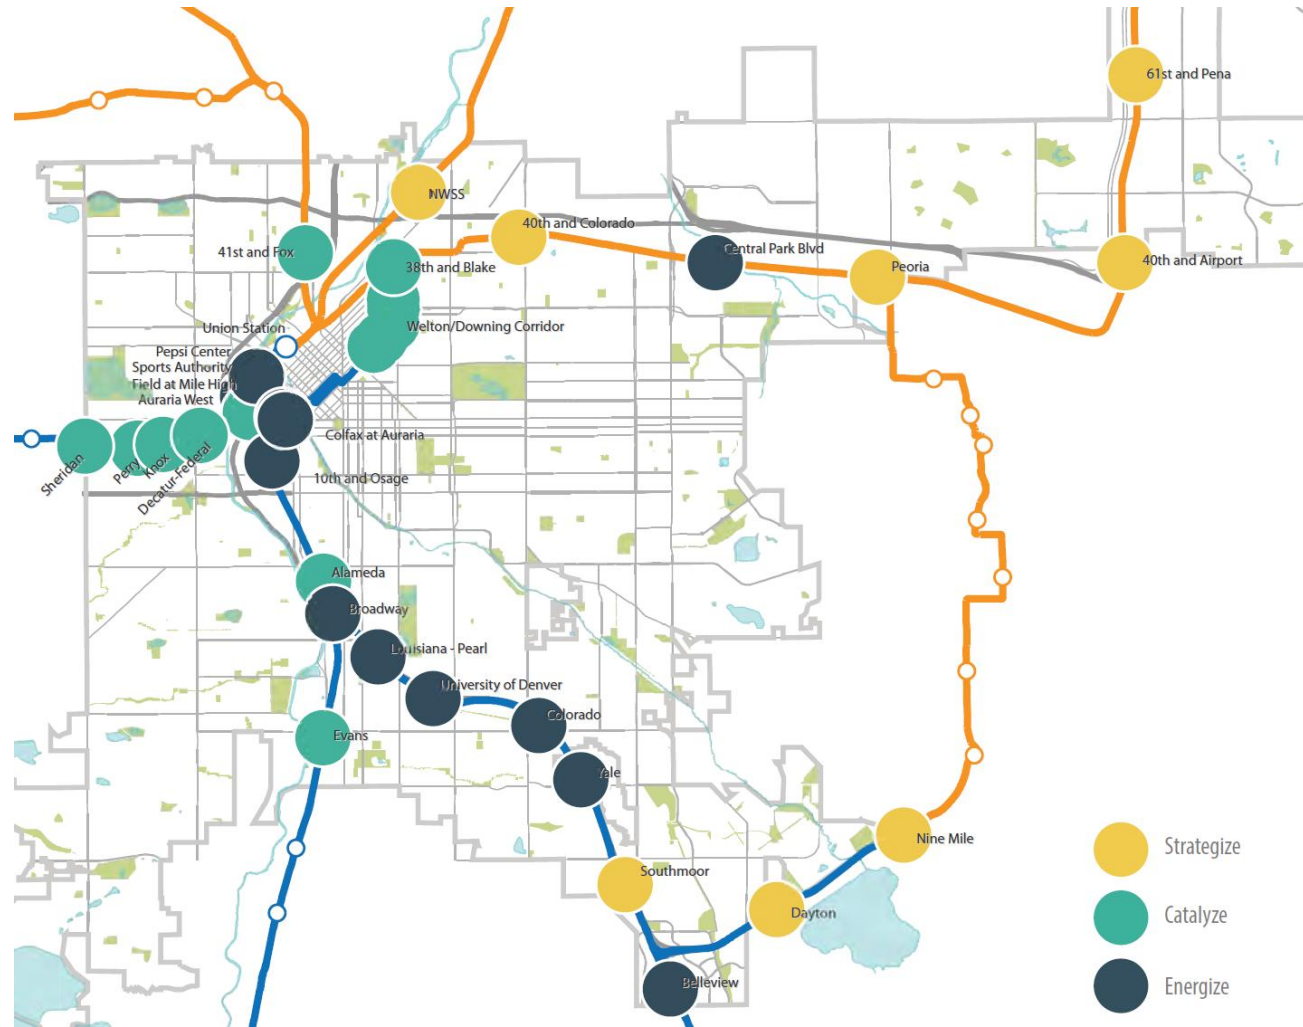 61st and Pena
NWSS
40th and Colorado
41st and Fox
Central Park Blvd
38th and Blake
Peoria
40th and Airport
Union Station
Welton/Downing Corridor
Pepsi Center
Sports Authority
Field at Mile High
Auraria West
Colfax at Auraria
Sheridan
Perry
Knox
Decatur-Federal
10th and Osage
Alameda
Broadway
Louisiana - Pearl
University of Denver
Colorado
Evans
Yale
Nine Mile
Southmoor
Dayton
Belleview
Strategize
Catalyze
Energize